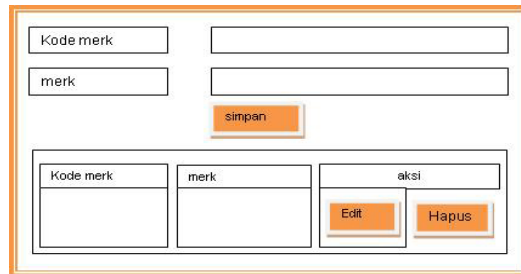 Kode merk
merk
simpan
Kode merk merk aksi
Edit Hapus